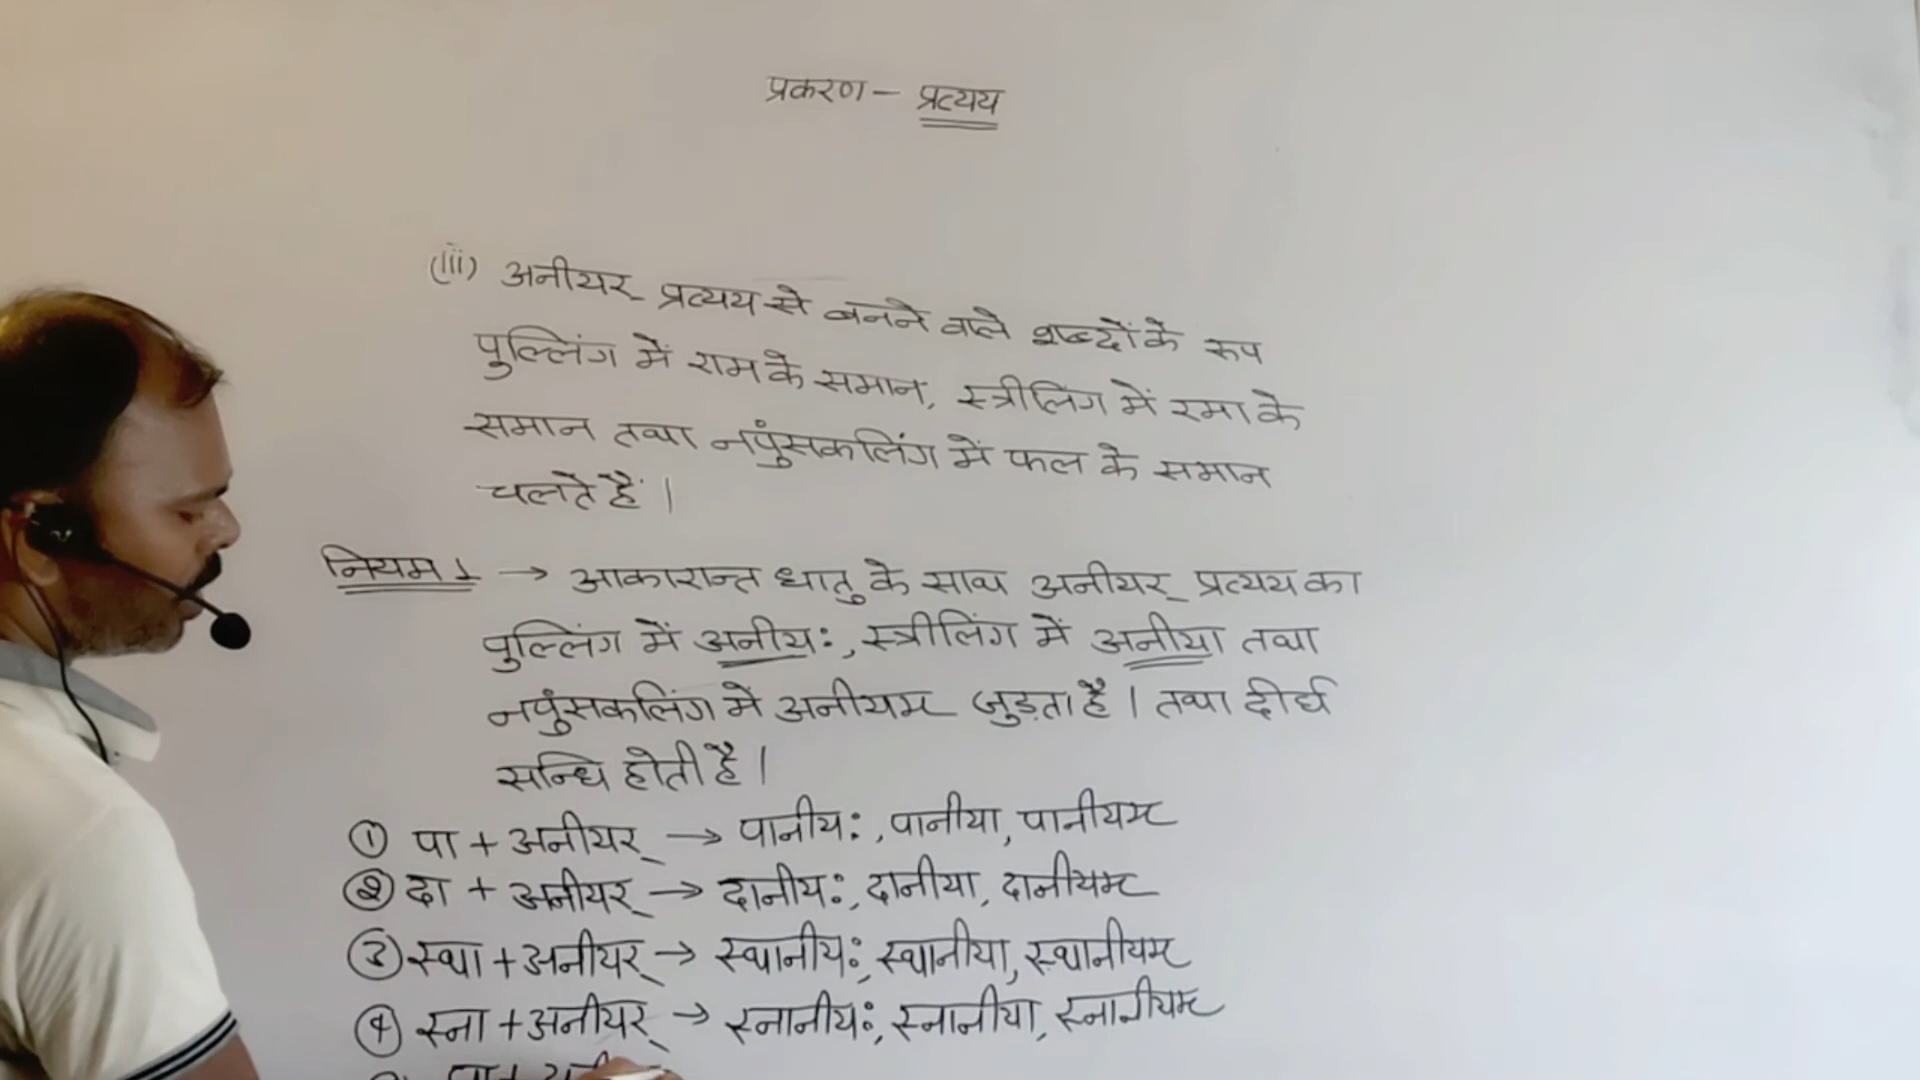 प्रकरण – प्रत्यय
(iii) अनीयर् प्रत्यय से बनने वाले शब्दों के रूप
पुल्लिंग में राम के समान, स्त्रीलिंग में रमा के
समान तथा नपुंसकलिंग में फल के समान
चलते हैं।
नियम 1 → आकारान्त धातु के साथ अनीयर् प्रत्यय का
पुल्लिंग में अनीयः, स्त्रीलिंग में अनीया तथा
नपुंसकलिंग में अनीयम् जुड़ता है। तथा दीर्घ
सन्धि होती है।
① पा + अनीयर् → पानीयः, पानीया, पानीयम्
② दा + अनीयर् → दानीयः, दानीया, दानीयम्
③ स्था + अनीयर् → स्थानीयः, स्थानीया, स्थानीयम्
④ स्ना + अनीयर् → स्नानीयः, स्नानीया, स्नानीयम्